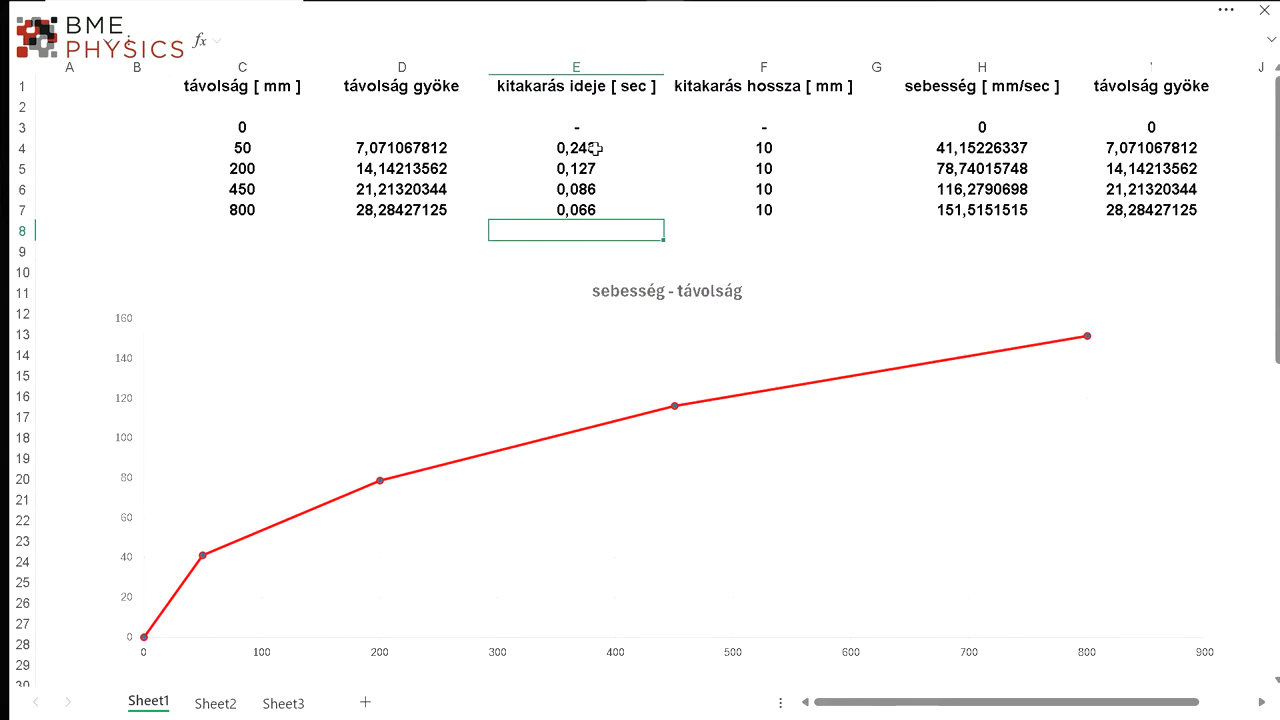 BME
PHYSICS
fx
A B C D E F G H J
1 távolság [ mm ] távolság gyöke kitakarás ideje [ sec ] kitakarás hossza [ mm ] sebesség [ mm/sec ] távolság gyöke
2
3 0 - - 0 0
4 50 7,071067812 10 41,15226337 7,071067812
5 200 14,14213562 0,127 10 78,74015748 14,14213562
6 450 21,21320344 0,086 10 116,2790698 21,21320344
7 800 28,28427125 0,066 10 151,5151515 28,28427125
8
9
10
11
12
13
14
15
16
17
18
19
20
21
22
23
24
25
26
27
28
29
30
sebesség - távolság
160
140
120
100
80
60
40
20
0
0 100 200 300 400 500 600 700 800 900
Sheet1 Sheet2 Sheet3 +